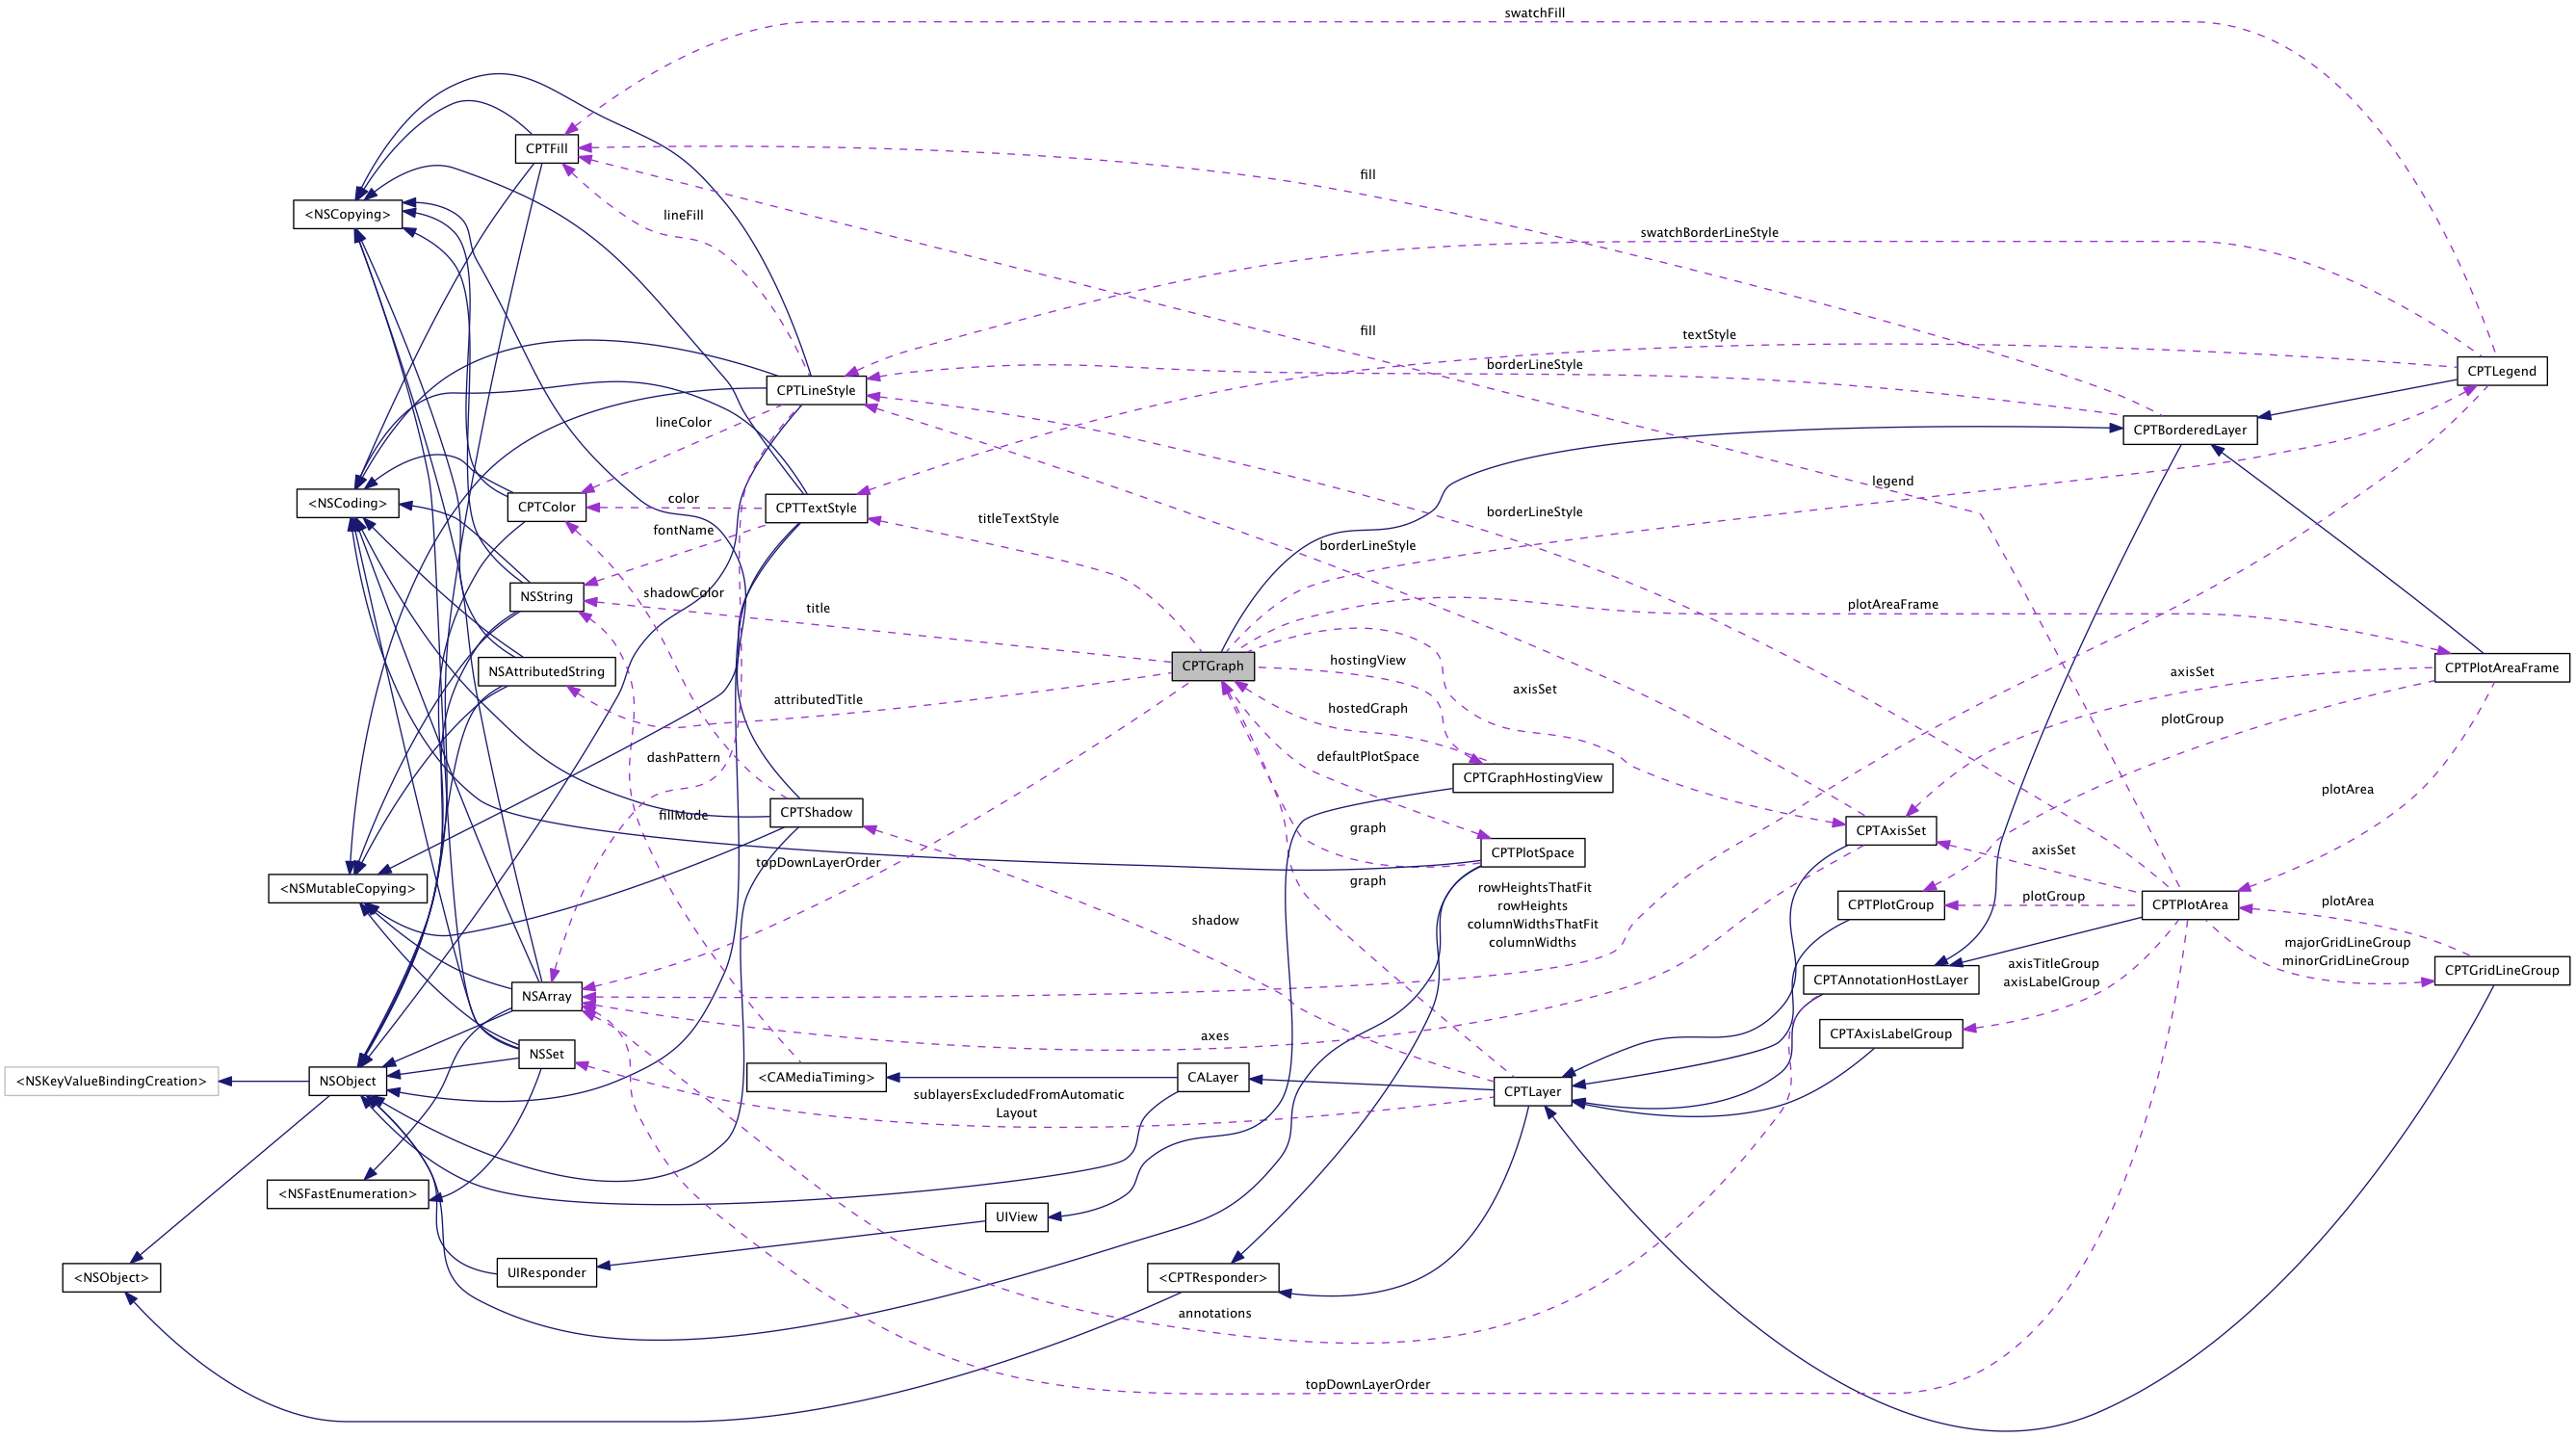 swatchFill
CPTFill
fill
<NSCopying>
lineFill
swatchBorderLineStyle
fill
textStyle
borderLineStyle
CPTLegend
CPTLineStyle
lineColor
CPTBorderedLayer
legend
<NSCoding>
CPTColor
color
CPTTextStyle
titleTextStyle
borderLineStyle
fontName
borderLineStyle
NSString
shadowColor
title
plotAreaFrame
NSAttributedString
CPTGraph
hostingView
CPTPlotAreaFrame
axisSet
axisSet
attributedTitle
hostedGraph
plotGroup
dashPattern
defaultPlotSpace
CPTGraphHostingView
plotArea
fillMode
CPTShadow
graph
CPTAxisSet
topDownLayerOrder
CPTPlotSpace
axisSet
<NSMutableCopying>
graph
rowHeightsThatFit
rowHeights
columnWidthsThatFit
columnWidths
shadow
CPTPlotGroup
plotGroup
CPTPlotArea
plotArea
majorGridLineGroup
minorGridLineGroup
axisTitleGroup
axisLabelGroup
CPTGridLineGroup
CPTAnnotationHostLayer
NSArray
axes
CPTAxisLabelGroup
NSSet
<NSKeyValueBindingCreation>
NSObject
<CAMediaTiming>
CALayer
CPTLayer
sublayersExcludedFromAutomatic
Layout
<NSFastEnumeration>
UIView
<NSObject>
UIResponder
<CPTResponder>
annotations
topDownLayerOrder